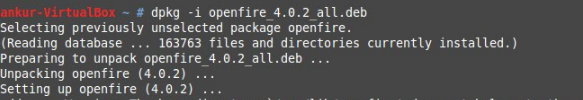 ankur-VirtualBox ~ # dpkg -i openfire_4.0.2_all.deb
Selecting previously unselected package openfire.
(Reading database ... 163763 files and directories currently installed.)
Preparing to unpack openfire_4.0.2_all.deb ...
Unpacking openfire (4.0.2) ...
Setting up openfire (4.0.2) ...